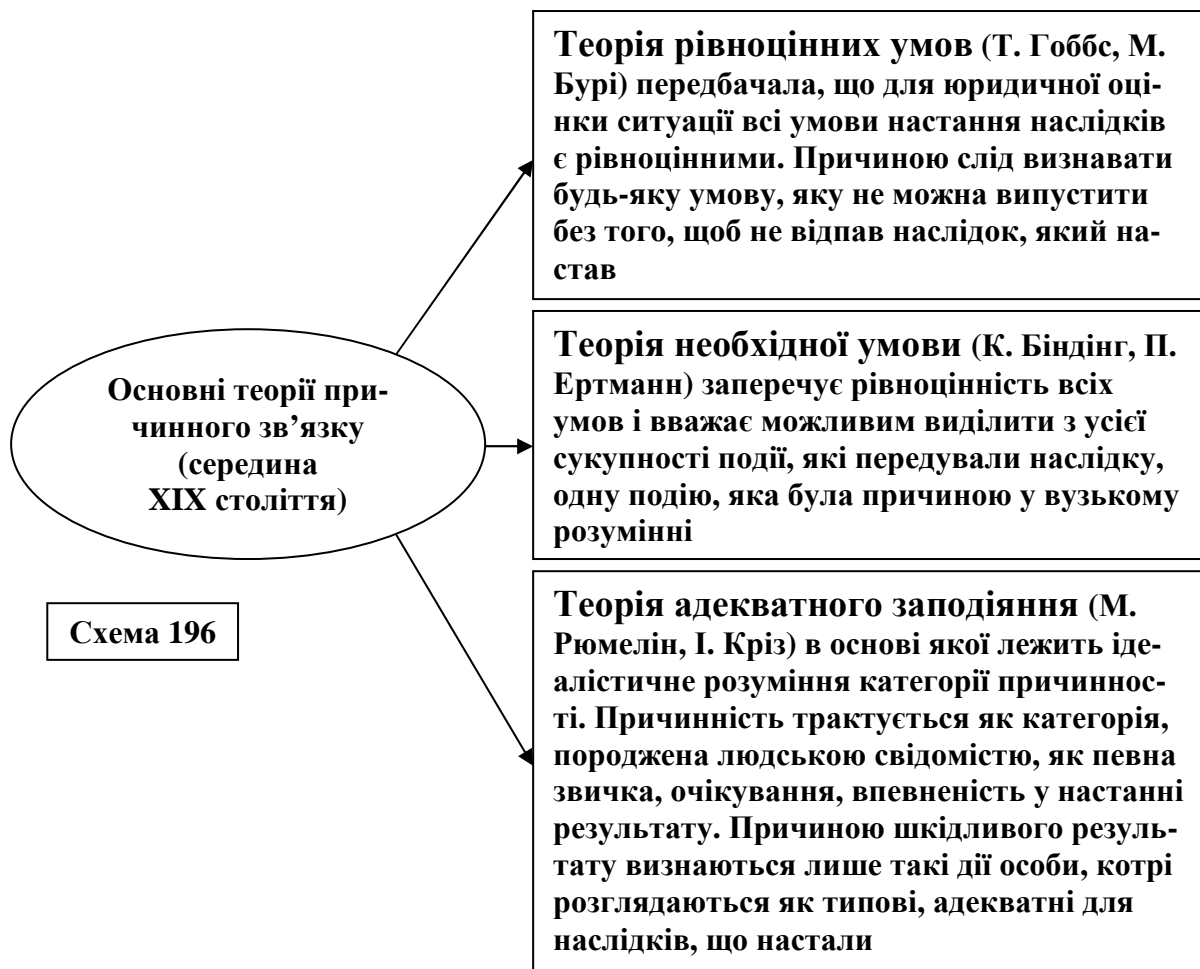 Теорія рівноцінних умов (Т. Гоббс, М.
Бурі) передбачала, що для юридичної оці-
нки ситуації всі умови настання наслідків
є рівноцінними. Причиною слід визнавати
будь-яку умову, яку не можна випустити
без того, щоб не відпав наслідок, який на-
став
Основні теорії при-
чинного зв’язку
(середина
XIX століття)
Теорія необхідної умови (К. Біндінг, П.
Ертманн) заперечує рівноцінність всіх
умов і вважає можливим виділити з усієї
сукупності події, які передували наслідку,
одну подію, яка була причиною у вузькому
розумінні
Схема 196
Теорія адекватного заподіяння (М.
Рюмелін, І. Кріз) в основі якої лежить іде-
алістичне розуміння категорії причиннос-
ті. Причинність трактується як категорія,
породжена людською свідомістю, як певна
звичка, очікування, впевненість у настанні
результату. Причиною шкідливого резуль-
тату визнаються лише такі дії особи, котрі
розглядаються як типові, адекватні для
наслідків, що настали